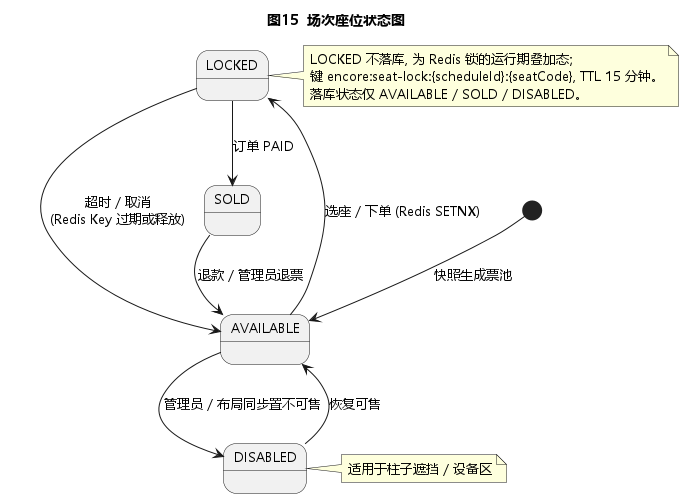 图15 场次座位状态图
LOCKED
LOCKED 不落库, 为 Redis 锁的运行期叠加态;
键 encore:seat-lock:{scheduleId}:{seatCode}, TTL 15 分钟。
落库状态仅 AVAILABLE / SOLD / DISABLED。
订单 PAID
SOLD
超时 / 取消
(Redis Key 过期或释放)
选座 / 下单 (Redis SETNX)
退款 / 管理员退票
快照生成票池
AVAILABLE
管理员 / 布局同步置不可售
恢复可售
DISABLED
适用于柱子遮挡 / 设备区